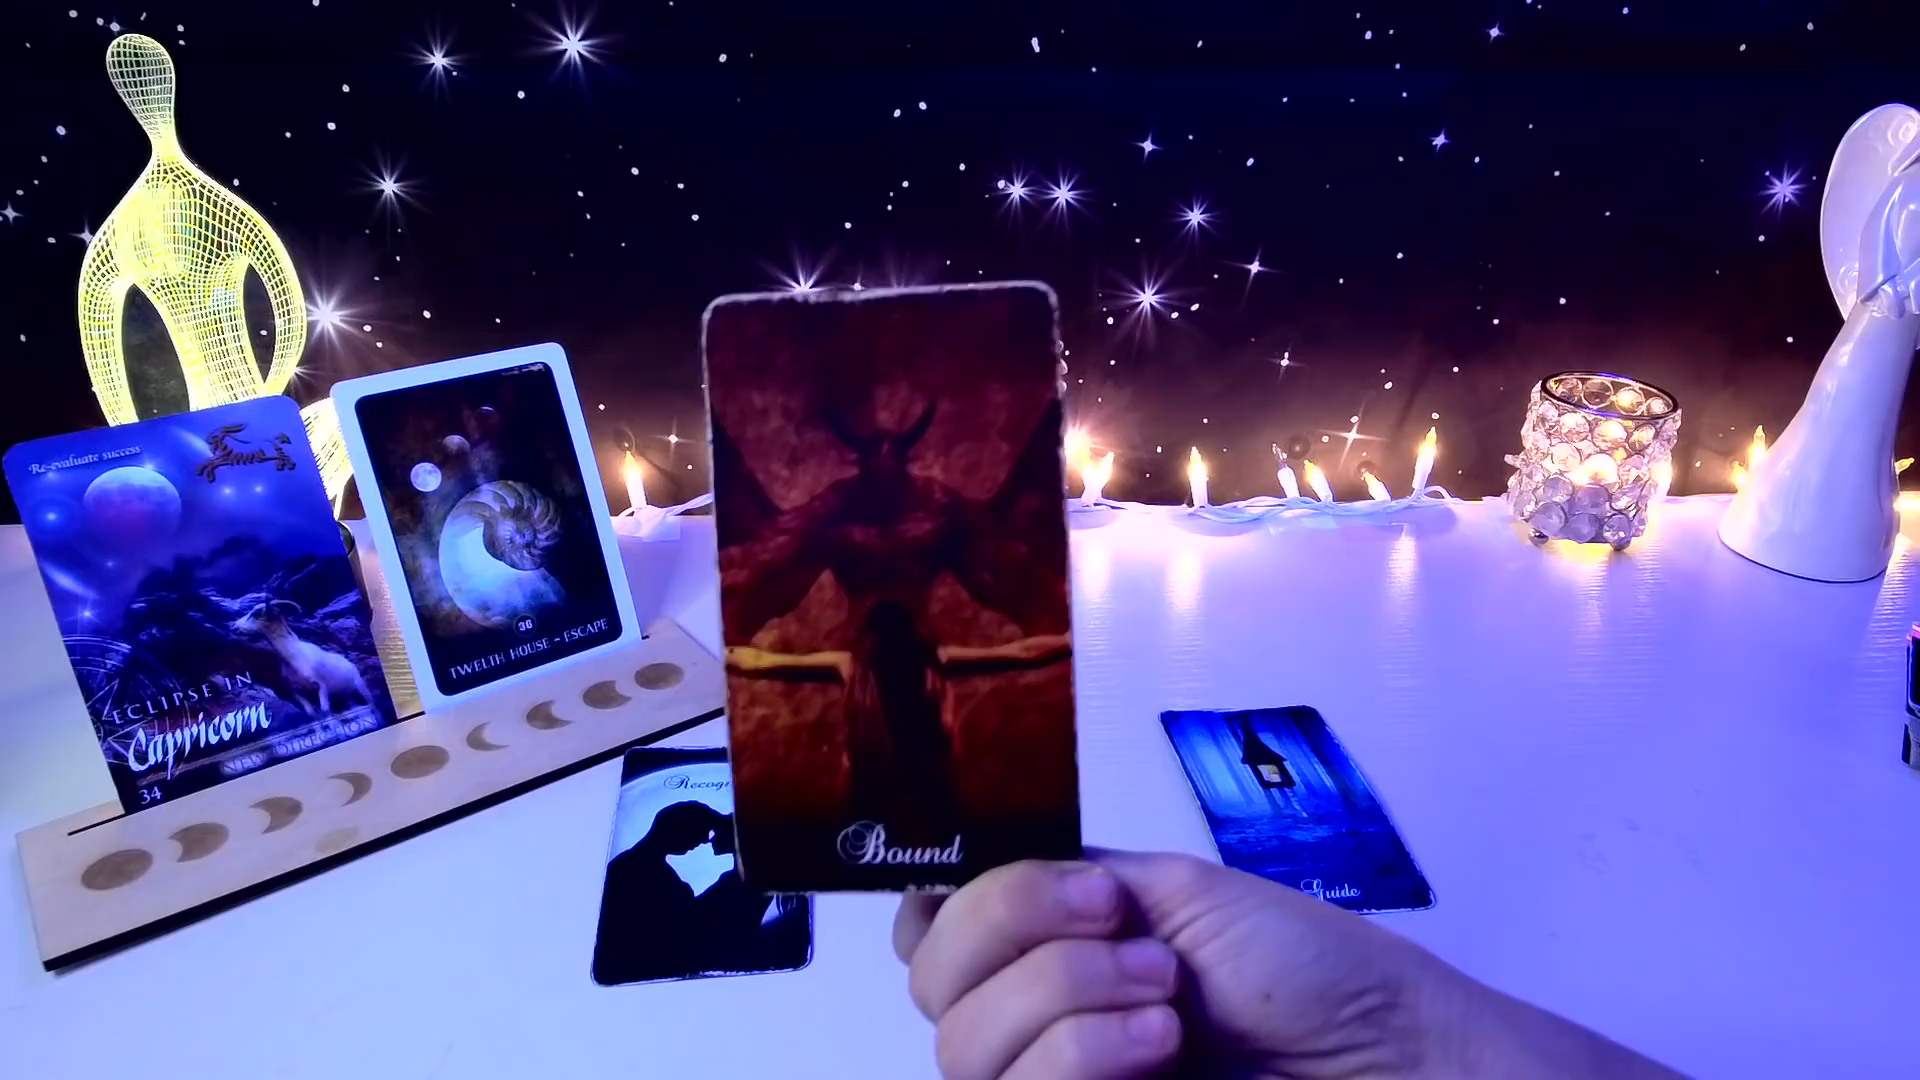 Re-evaluate success
ECLIPSE IN
Capricorn
NEW DIRECTION
34
36
TWELTH HOUSE ~ ESCAPE
Bound
Guide